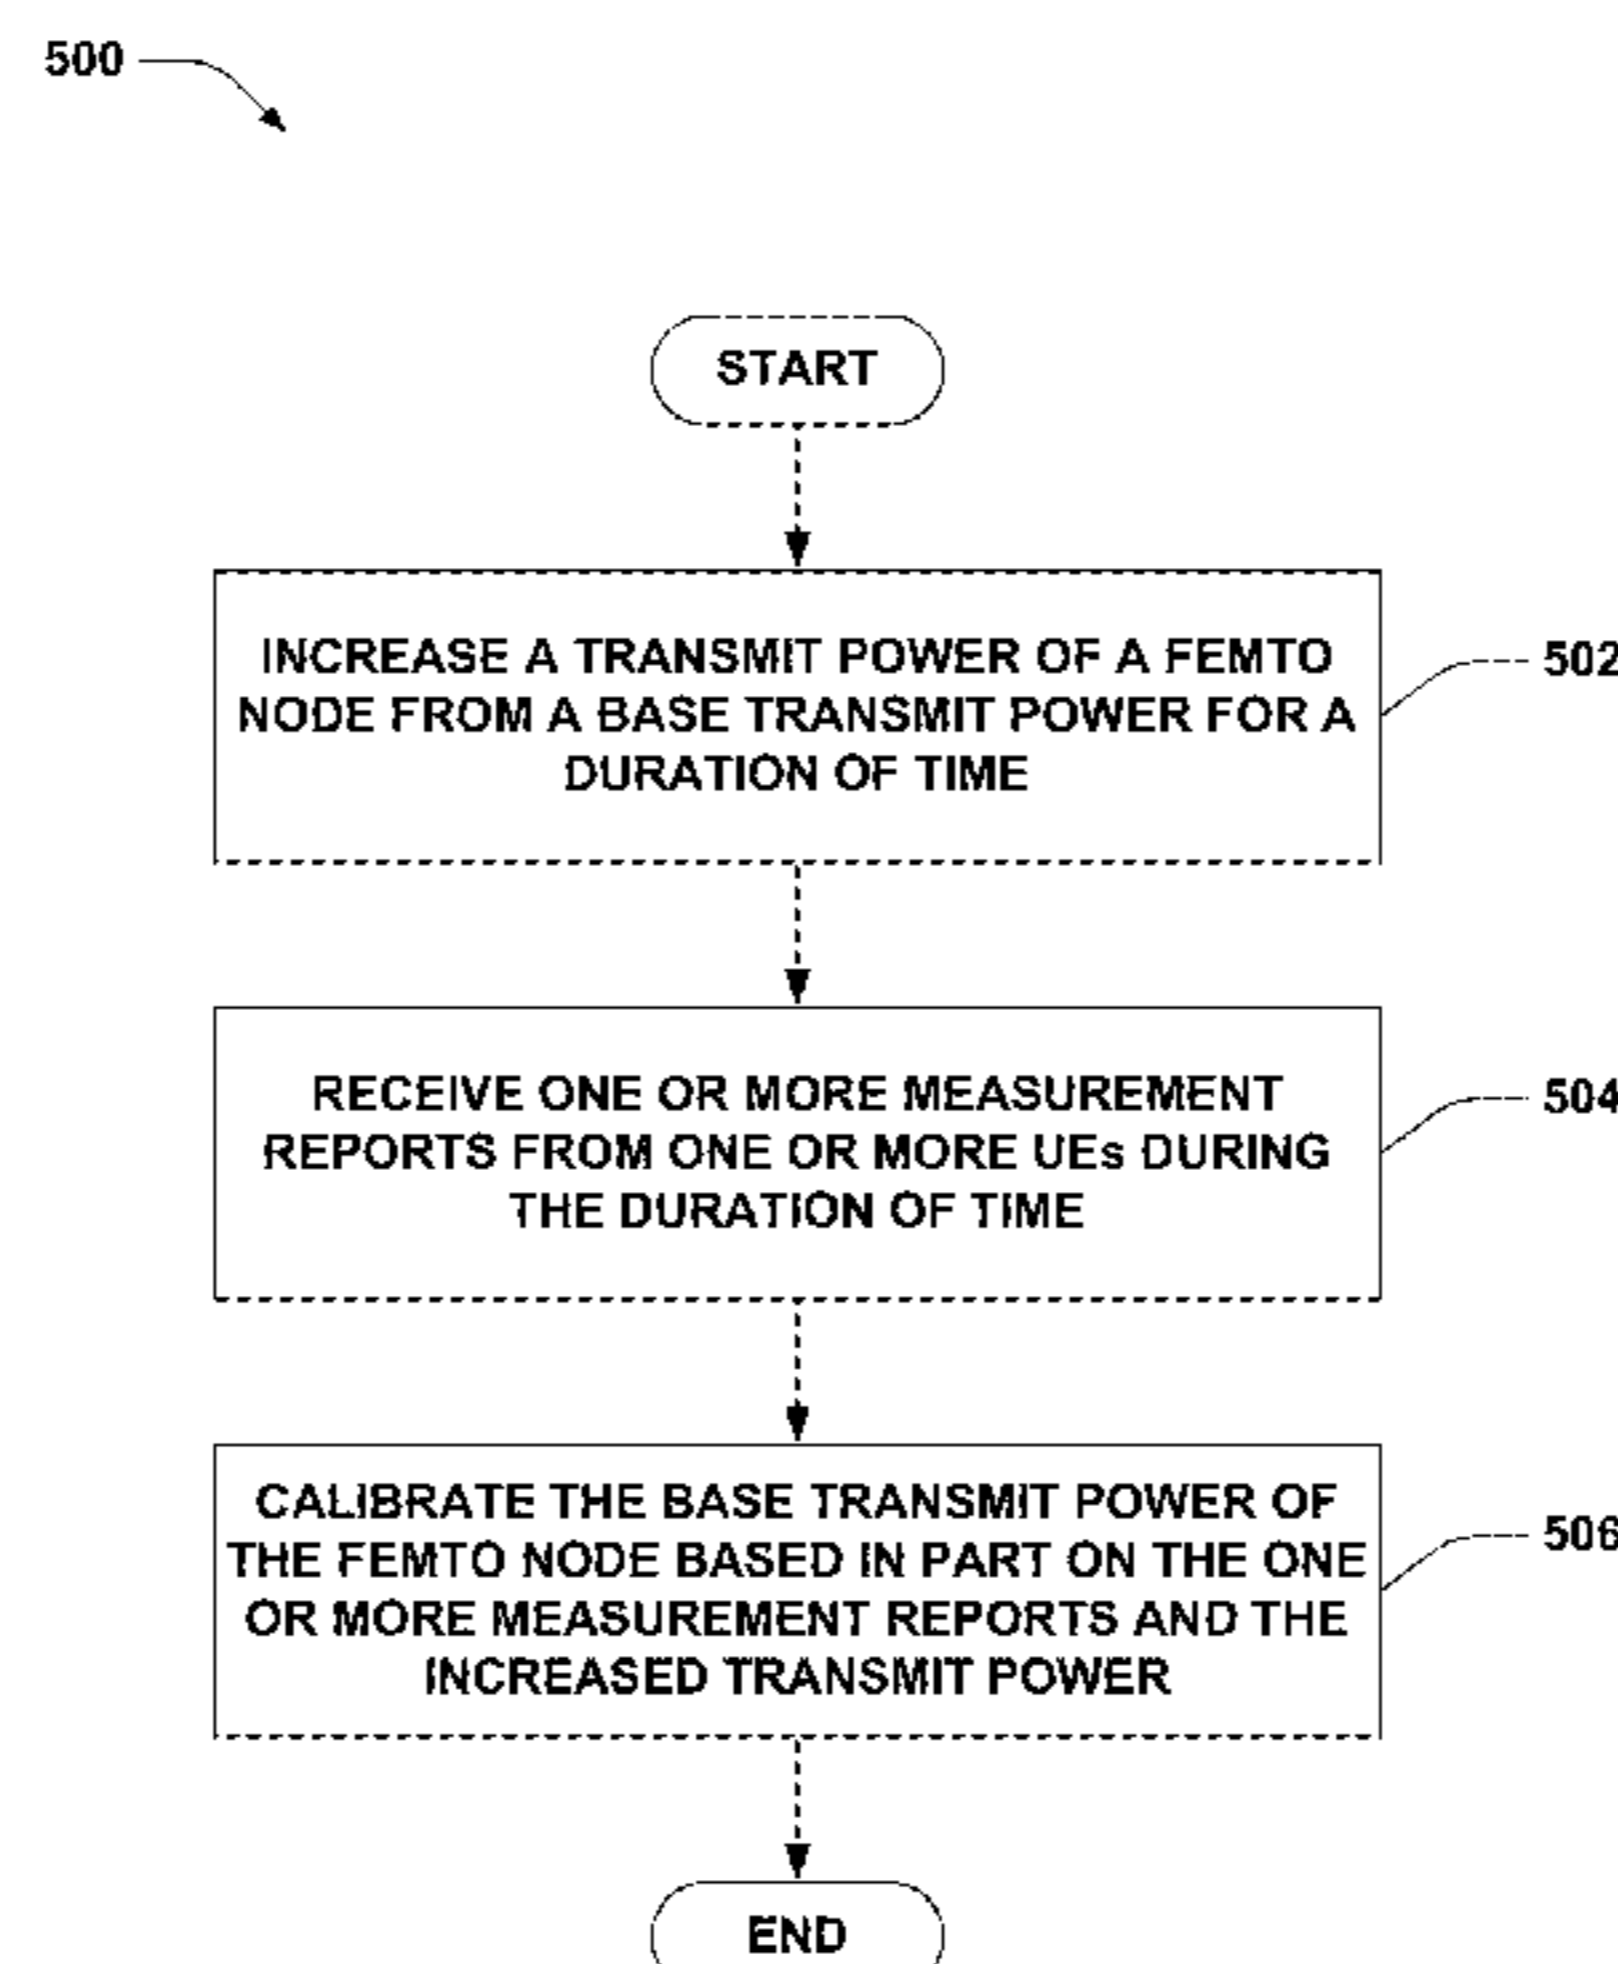 500
START
INCREASE A TRANSMIT POWER OF A FEMTO
NODE FROM A BASE TRANSMIT POWER FOR A
DURATION OF TIME
502
RECEIVE ONE OR MORE MEASUREMENT
REPORTS FROM ONE OR MORE UEs DURING
THE DURATION OF TIME
504
CALIBRATE THE BASE TRANSMIT POWER OF
THE FEMTO NODE BASED IN PART ON THE ONE
OR MORE MEASUREMENT REPORTS AND THE
INCREASED TRANSMIT POWER
506
END